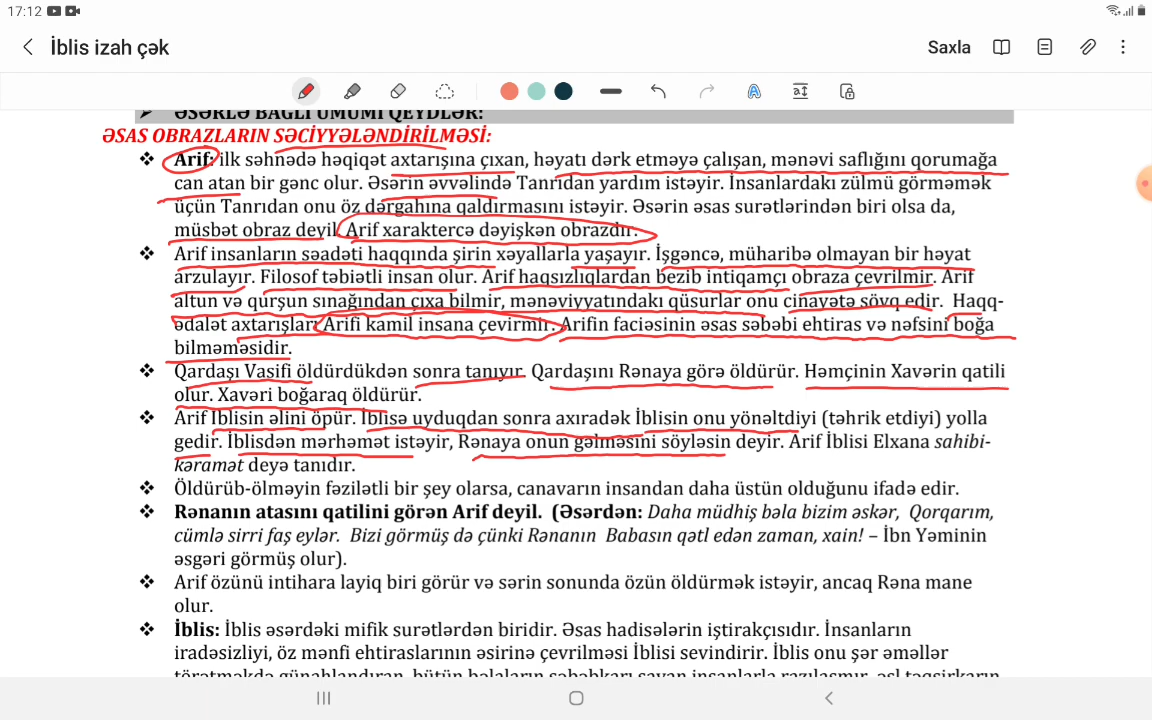 17:12
İblis izah çək
Saxla
ƏSƏRLƏ BAĞLI ÜMUMİ QEYDLƏR:
ƏSAS OBRAZLARIN SƏCİYYƏLƏNDİRİLMƏSİ:
Arif: ilk səhnədə həqiqət axtarışına çıxan, həyatı dərk etməyə çalışan, mənəvi saflığını qorumağa
can atan bir gənc olur. Əsərin əvvəlində Tanrıdan yardım istəyir. İnsanlardakı zülmü görməmək
üçün Tanrıdan onu öz dərgahına qaldırmasını istəyir. Əsərin əsas surətlərindən biri olsa da,
müsbət obraz deyil. Arif xaraktercə dəyişkən obrazdır.
Arif insanların səadəti haqqında şirin xəyallarla yaşayır. İşgəncə, müharibə olmayan bir həyat
arzulayır. Filosof təbiətli insan olur. Arif haqsızlıqlardan bezib intiqamçı obraza çevrilmir. Arif
altun və qurşun sınağından çıxa bilmir, mənəviyyatındakı qüsurlar onu cinayətə sövq edir. Haqq-
ədalət axtarışları Arifi kamil insana çevirmir. Arifin faciəsinin əsas səbəbi ehtiras və nəfsini boğa
bilməməsidir.
Qardaşı Vasifi öldürdükdən sonra tanıyır. Qardaşını Rənaya görə öldürür. Həmçinin Xavərin qatili
olur. Xavəri boğaraq öldürür.
Arif İblisin əlini öpür. İblisə uyduqdan sonra axıradək İblisin onu yönəltdiyi (təhrik etdiyi) yolla
gedir. İblisdən mərhəmət istəyir, Rənaya onun gəlməsini söyləsin deyir. Arif İblisi Elxana sahibi-
kəramət deyə tanıdır.
Öldürüb-ölməyin fəzilətli bir şey olarsa, canavarın insandan daha üstün olduğunu ifadə edir.
Rənanın atasını qatilini görən Arif deyil. (Əsərdən: Daha müdhiş bəla bizim əskər, Qorqarım,
cümlə sirri faş eylər. Bizi görmüş də çünki Rənanın Babasın qətl edən zaman, xain! – İbn Yəminin
əsgəri görmüş olur).
Arif özünü intihara layiq biri görür və sərin sonunda özün öldürmək istəyir, ancaq Rəna mane
olur.
İblis: İblis əsərdəki mifik surətlərdən biridir. Əsas hadisələrin iştirakçısıdır. İnsanların
iradəsizliyi, öz mənfi ehtiraslarının əsirinə çevrilməsi İblisi sevindirir. İblis onu şər əməllər
törətməkdə günahlandıran, bütün bəlaların səbəbkarı sayan insanlarla razılaşmır, əsl təqsirkarın